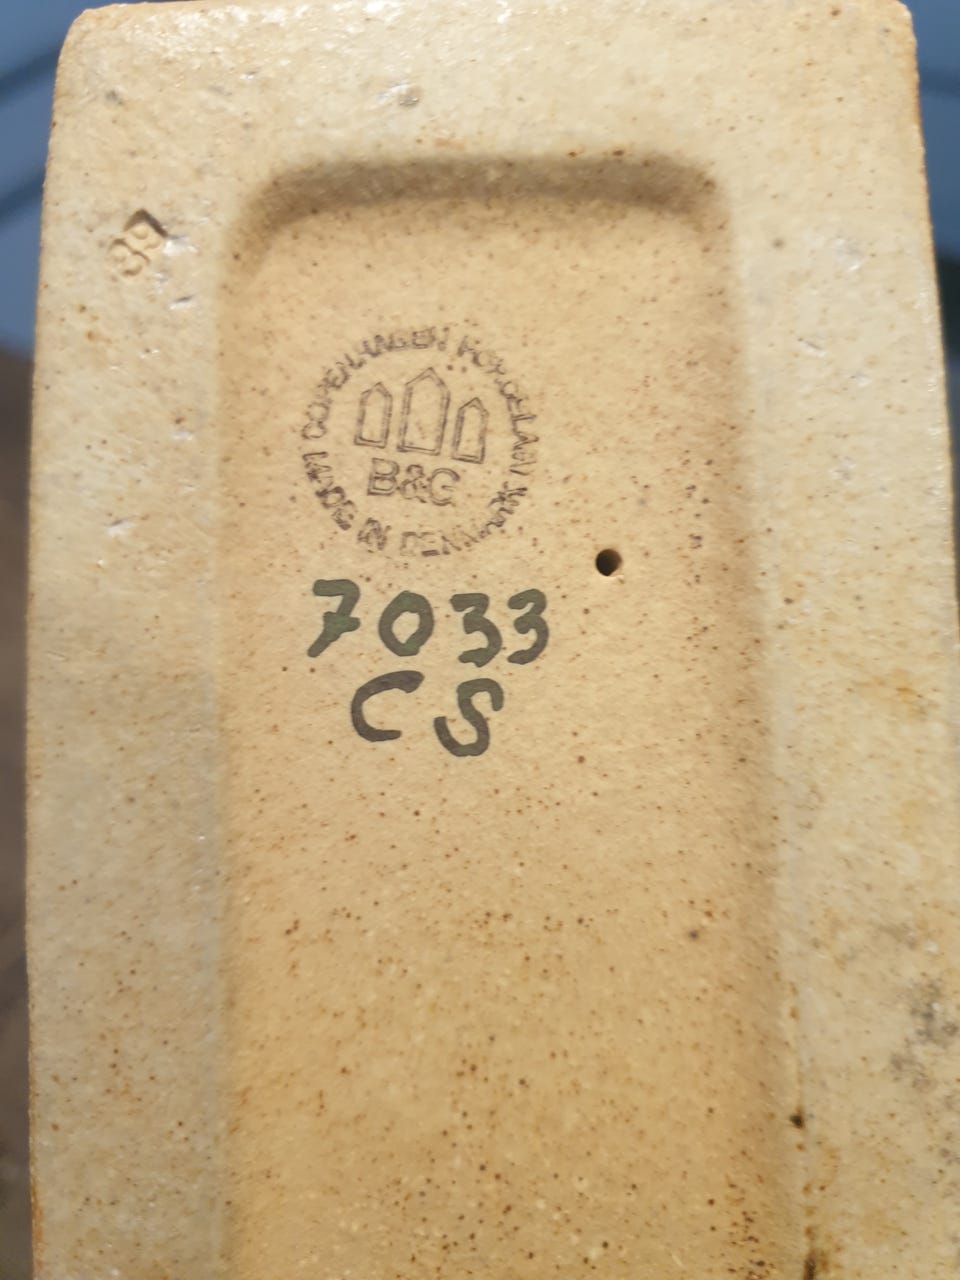 39
COPENHAGEN PORCELAIN
B&G
MADE IN DENMARK
7033
CS